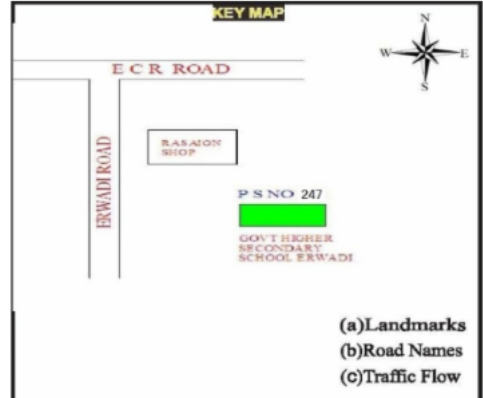 KEY MAP
N
W E
S
E C R ROAD
ERWADI ROAD
RASAION
SHOP
P S NO 247
GOVT HIGHER
SECONDARY
SCHOOL ERWADI
(a)Landmarks
(b)Road Names
(c)Traffic Flow